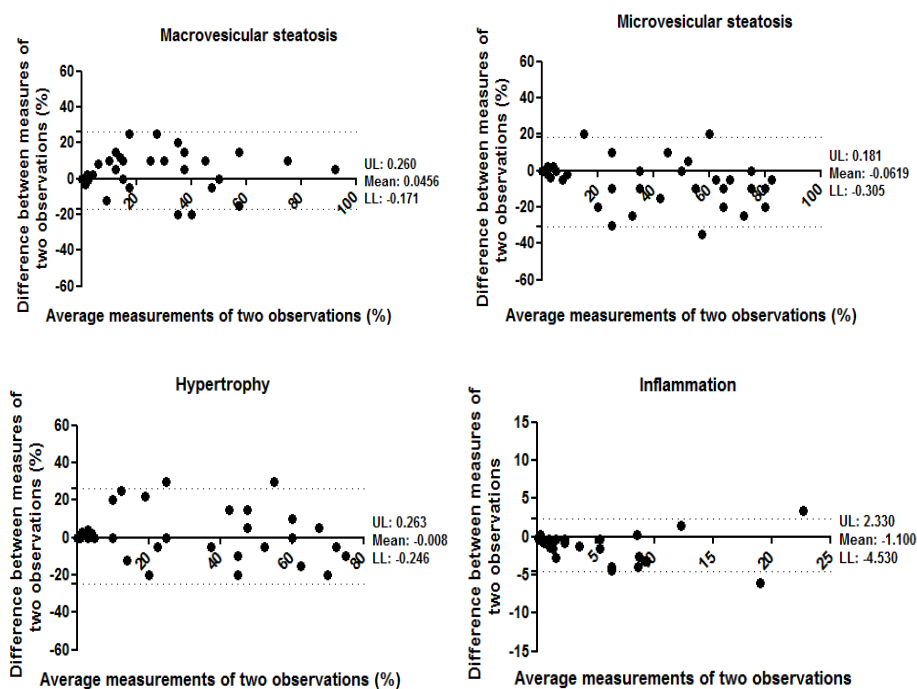 Macrovesicular steatosis
Difference between measures of
two observations (%)
60
40
20
0
-20
-40
-60
20
40
60
80
100
UL: 0.260
Mean: 0.0456
LL: -0.171
Average measurements of two observations (%)
Microvesicular steatosis
Difference between measures of
two observations (%)
60
40
20
0
-20
-40
-60
20
40
60
80
100
UL: 0.181
Mean: -0.0619
LL: -0.305
Average measurements of two observations (%)
Hypertrophy
Difference between measures of
two observations (%)
60
40
20
0
-20
-40
-60
20
40
60
80
UL: 0.263
Mean: -0.008
LL: -0.246
Average measurements of two observations (%)
Inflammation
Difference between measures of
two observations
15
10
5
0
-5
-10
-15
5
10
15
20
25
UL: 2.330
Mean: -1.100
LL: -4.530
Average measurements of two observations